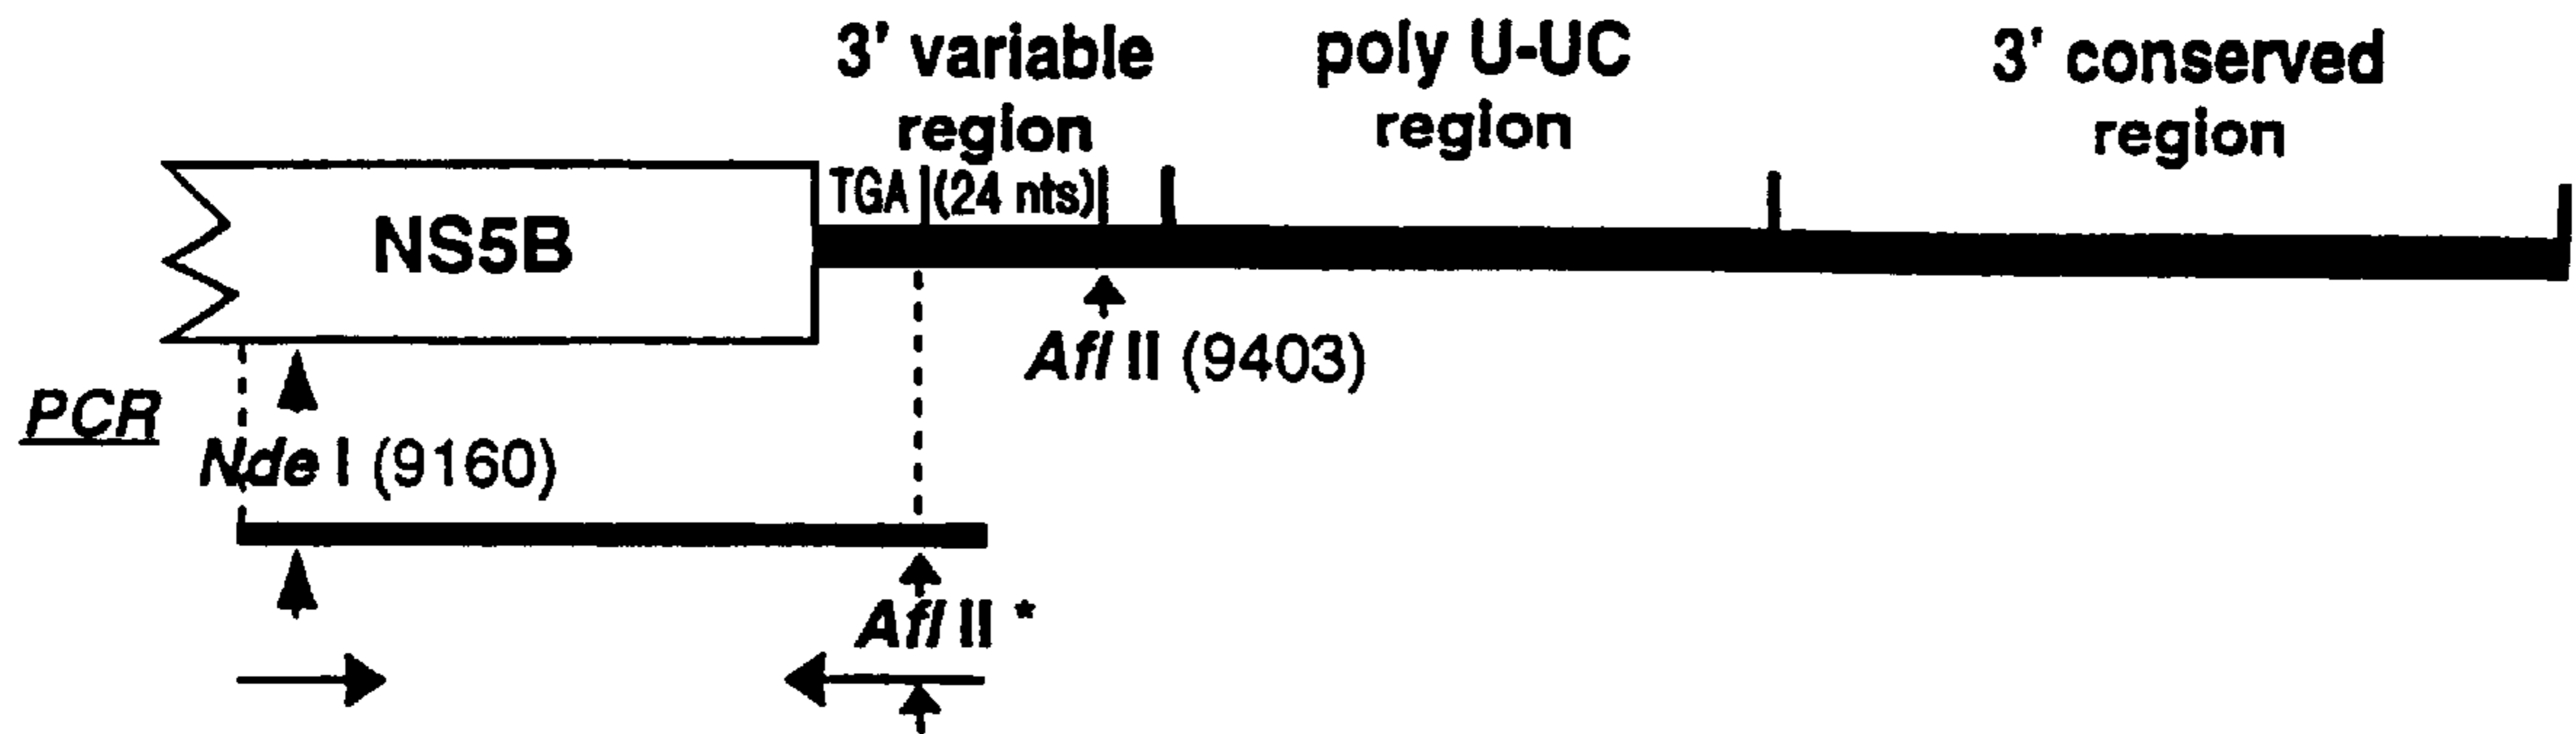 3' variable
region
poly U-UC
region
3' conserved
region
TGA (24 nts)
NS5B
Afl II (9403)
PCR
Nde I (9160)
Afl II *